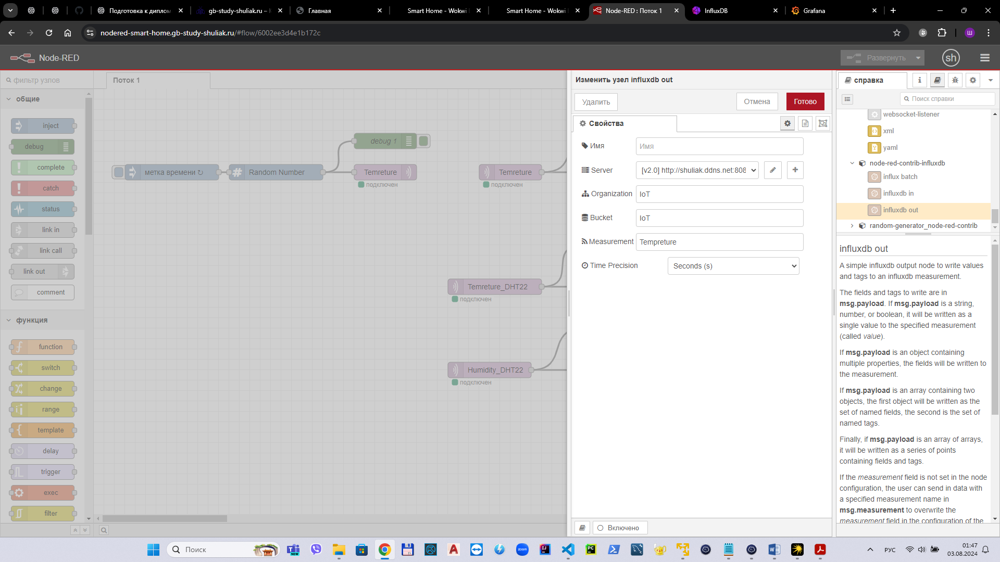 Подготовка к диплом
gb-study-shuliak.ru –
Главная
Smart Home - Wokwi
Smart Home - Wokwi
Node-RED : Поток 1
InfluxDB
Grafana
nodered-smart-home.gb-study-shuliak.ru/#flow/6002ee3d4e1b172c
Ш
Node-RED
Развернуть
sh
фильтр узлов
общие
inject
debug
complete
catch
status
link in
link call
link out
comment
функция
function
switch
change
range
template
delay
trigger
exec
filter
Поток 1
debug 1
метка времени ↻
Random Number
Temreture
подключен
Temreture
подключен
Temreture_DHT22
подключен
Humidity_DHT22
подключен
Изменить узел influxdb out
Удалить
Отмена
Готово
Свойства
Имя
Имя
Server
[v2.0] http://shuliak.ddns.net:808
Organization
IoT
Bucket
IoT
Measurement
Tempreture
Time Precision
Seconds (s)
Включено
справка
Поиск справки
websocket-listener
xml
yaml
node-red-contrib-influxdb
influx batch
influxdb in
influxdb out
random-generator_node-red-contrib
influxdb out
A simple influxdb output node to write values
and tags to an influxdb measurement.
The fields and tags to write are in
msg.payload. If msg.payload is a string,
number, or boolean, it will be written as a
single value to the specified measurement
(called value).
If msg.payload is an object containing
multiple properties, the fields will be written to
the measurement.
If msg.payload is an array containing two
objects, the first object will be written as the
set of named fields, the second is the set of
named tags.
Finally, if msg.payload is an array of arrays,
it will be written as a series of points
containing fields and tags.
If the measurement field is not set in the node
configuration, the user can send in data with
a specified measurement name in
msg.measurement to overwrite the
measurement field in the configuration of the
Поиск
NEW
zoom
IJ
PC
РУС
01:47
03.08.2024